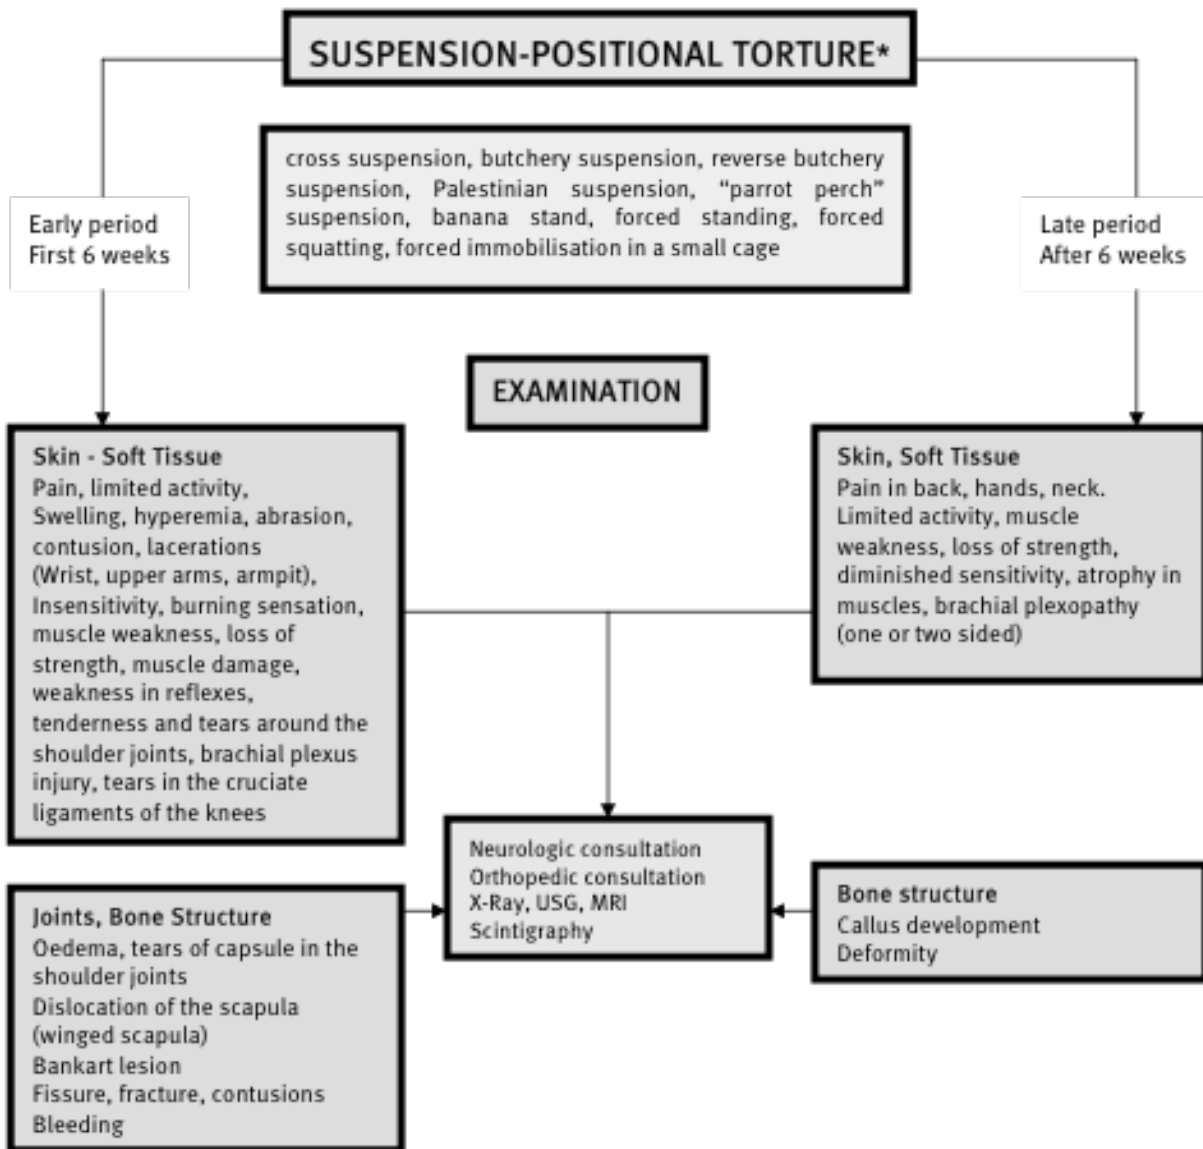 SUSPENSION-POSITIONAL TORTURE*
cross suspension, butchery suspension, reverse butchery
suspension, Palestinian suspension, “parrot perch”
suspension, banana stand, forced standing, forced
squatting, forced immobilisation in a small cage
Early period
First 6 weeks
Late period
After 6 weeks
EXAMINATION
Skin - Soft Tissue
Pain, limited activity,
Swelling, hyperemia, abrasion,
contusion, lacerations
(Wrist, upper arms, armpit),
Insensitivity, burning sensation,
muscle weakness, loss of
strength, muscle damage,
weakness in reflexes,
tenderness and tears around the
shoulder joints, brachial plexus
injury, tears in the cruciate
ligaments of the knees
Skin, Soft Tissue
Pain in back, hands, neck.
Limited activity, muscle
weakness, loss of strength,
diminished sensitivity, atrophy in
muscles, brachial plexopathy
(one or two sided)
Neurologic consultation
Orthopedic consultation
X-Ray, USG, MRI
Scintigraphy
Joints, Bone Structure
Oedema, tears of capsule in the
shoulder joints
Dislocation of the scapula
(winged scapula)
Bankart lesion
Fissure, fracture, contusions
Bleeding
Bone structure
Callus development
Deformity